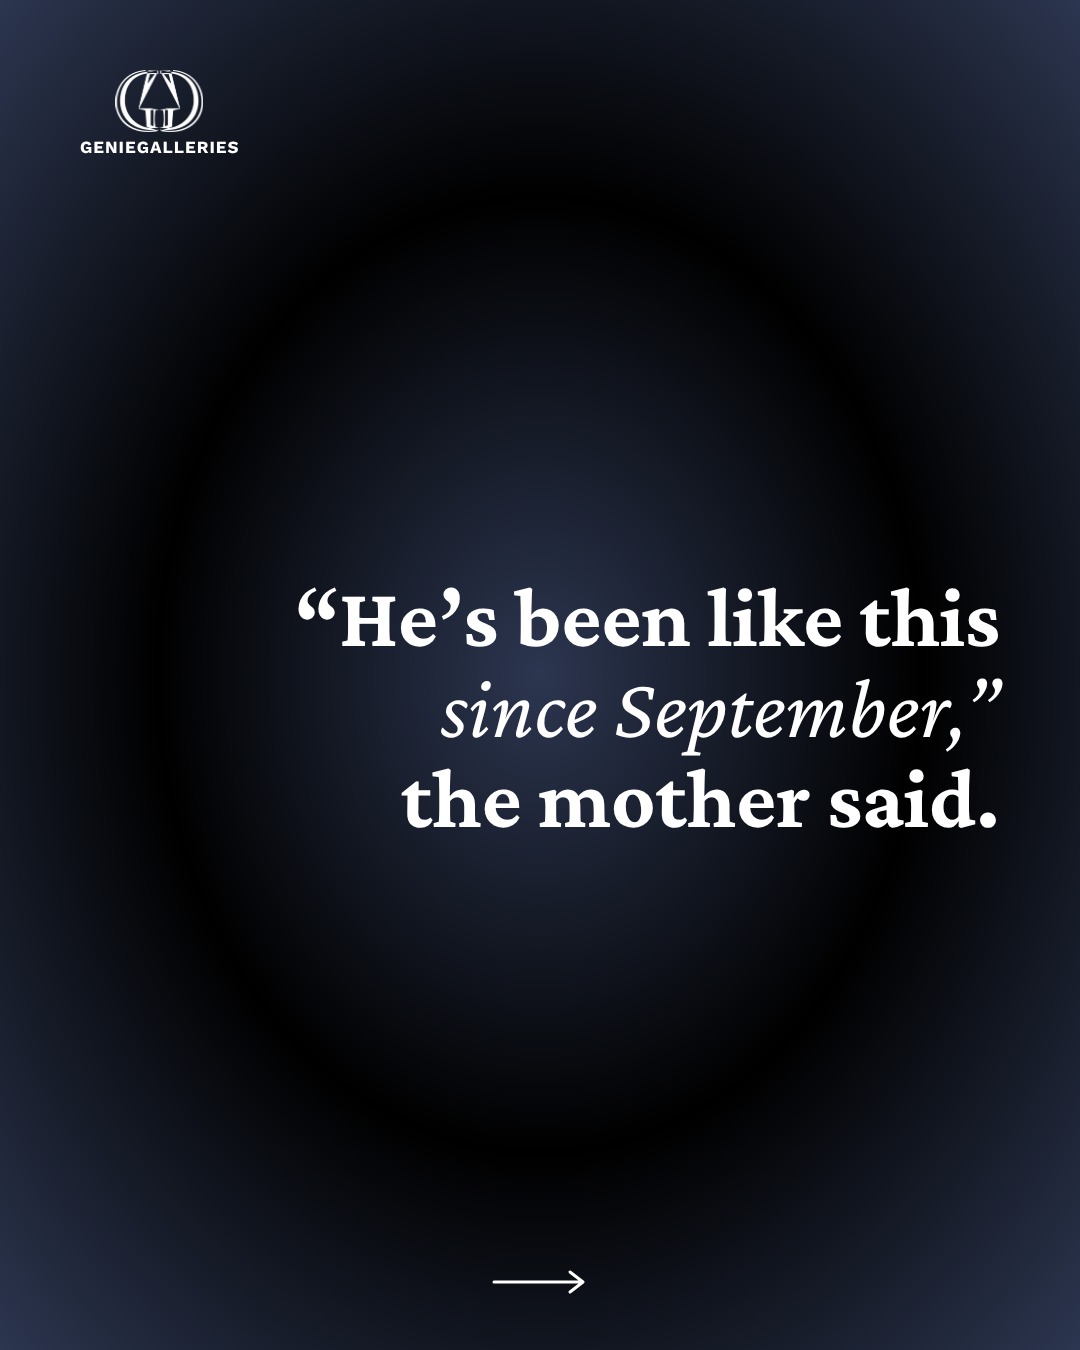 GENIEGALLERIES
“He’s been like this
since September,”
the mother said.